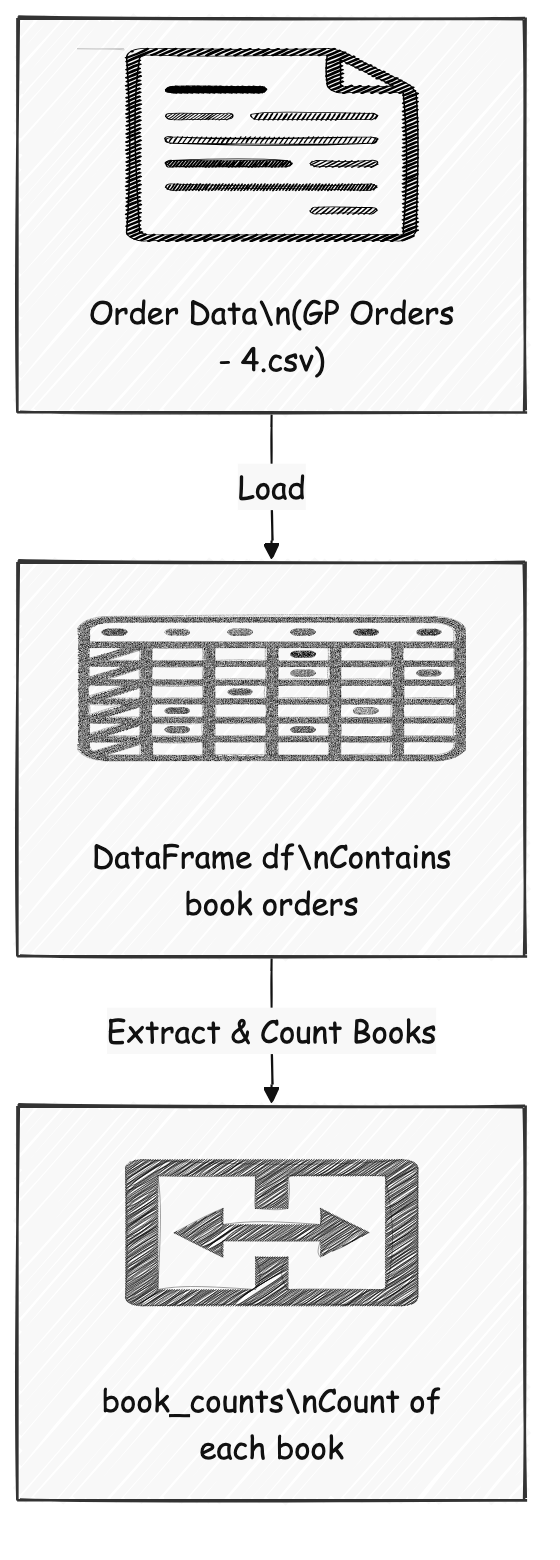 Order Data\n(GP Orders
- 4.csv)
Load
DataFrame df\nContains
book orders
Extract & Count Books
book_counts\nCount of
each book